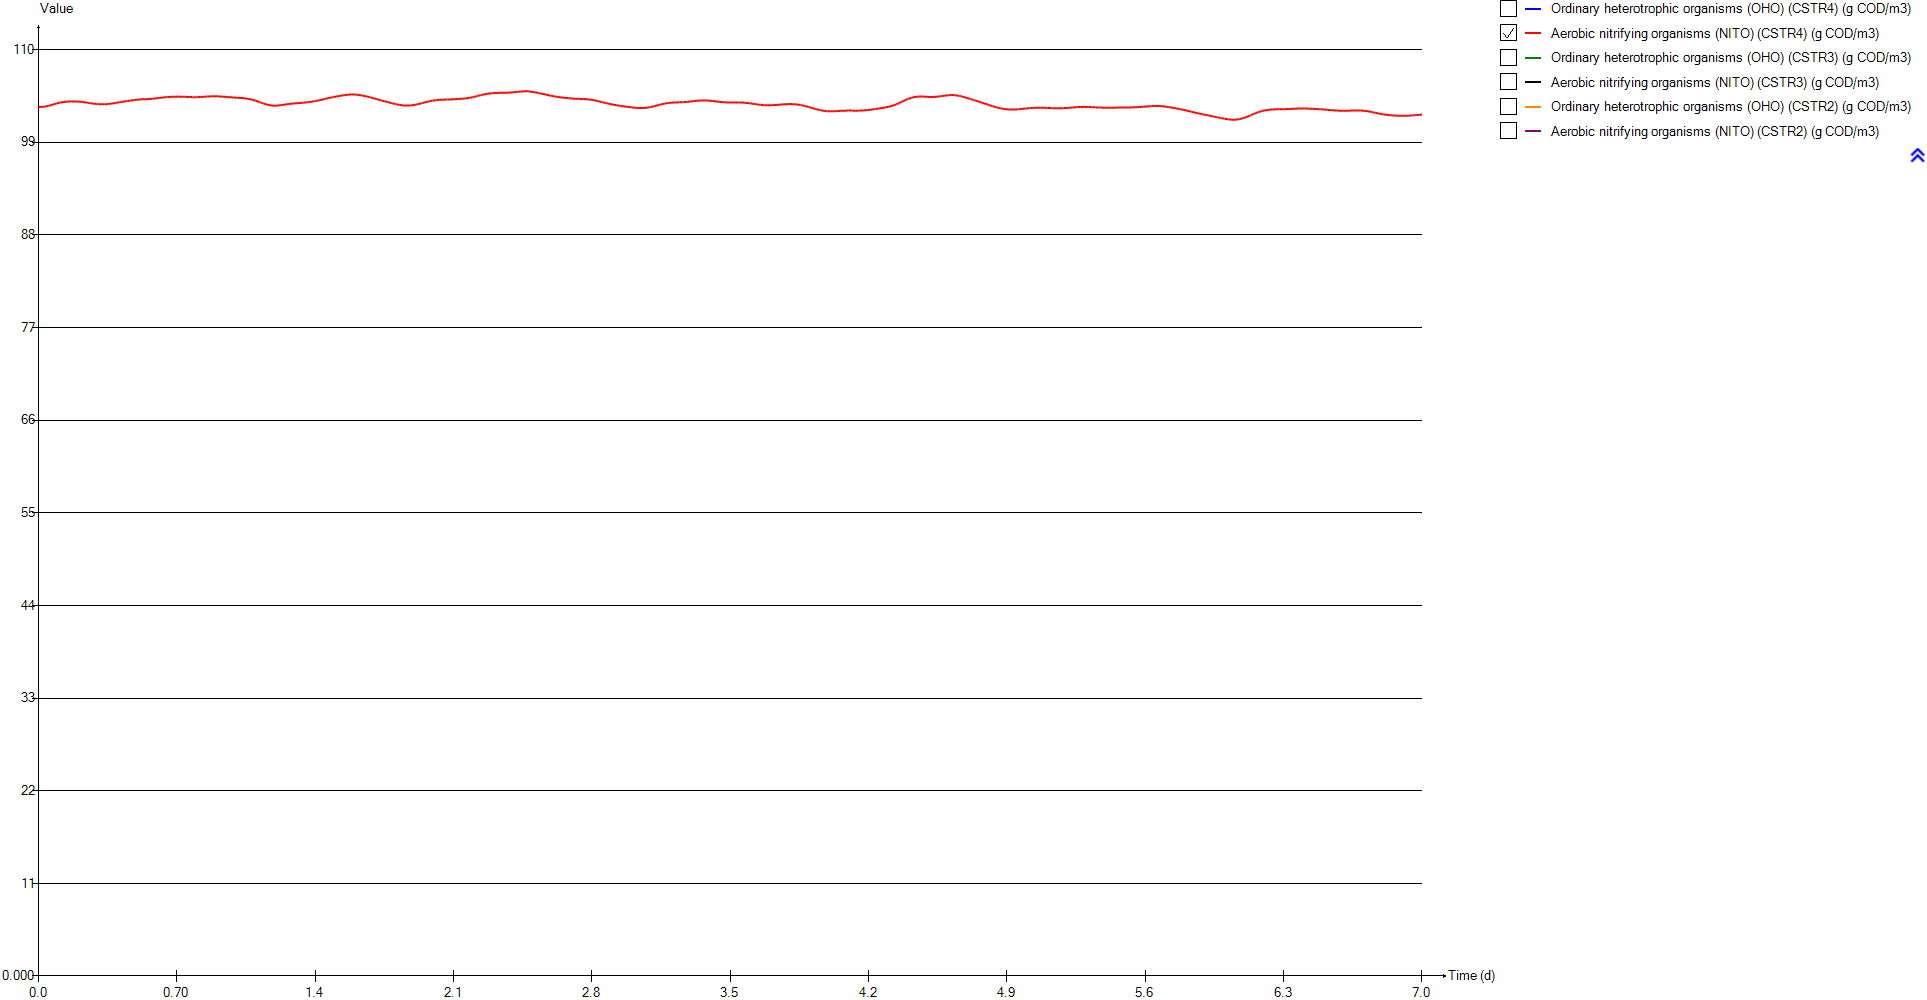 Value
110
99
88
77
66
55
44
33
22
11
0.000
0.0 0.70 1.4 2.1 2.8 3.5 4.2 4.9 5.6 6.3 7.0
Time (d)
Ordinary heterotrophic organisms (OHO) (CSTR4) (g COD/m3)
Aerobic nitrifying organisms (NITO) (CSTR4) (g COD/m3)
Ordinary heterotrophic organisms (OHO) (CSTR3) (g COD/m3)
Aerobic nitrifying organisms (NITO) (CSTR3) (g COD/m3)
Ordinary heterotrophic organisms (OHO) (CSTR2) (g COD/m3)
Aerobic nitrifying organisms (NITO) (CSTR2) (g COD/m3)